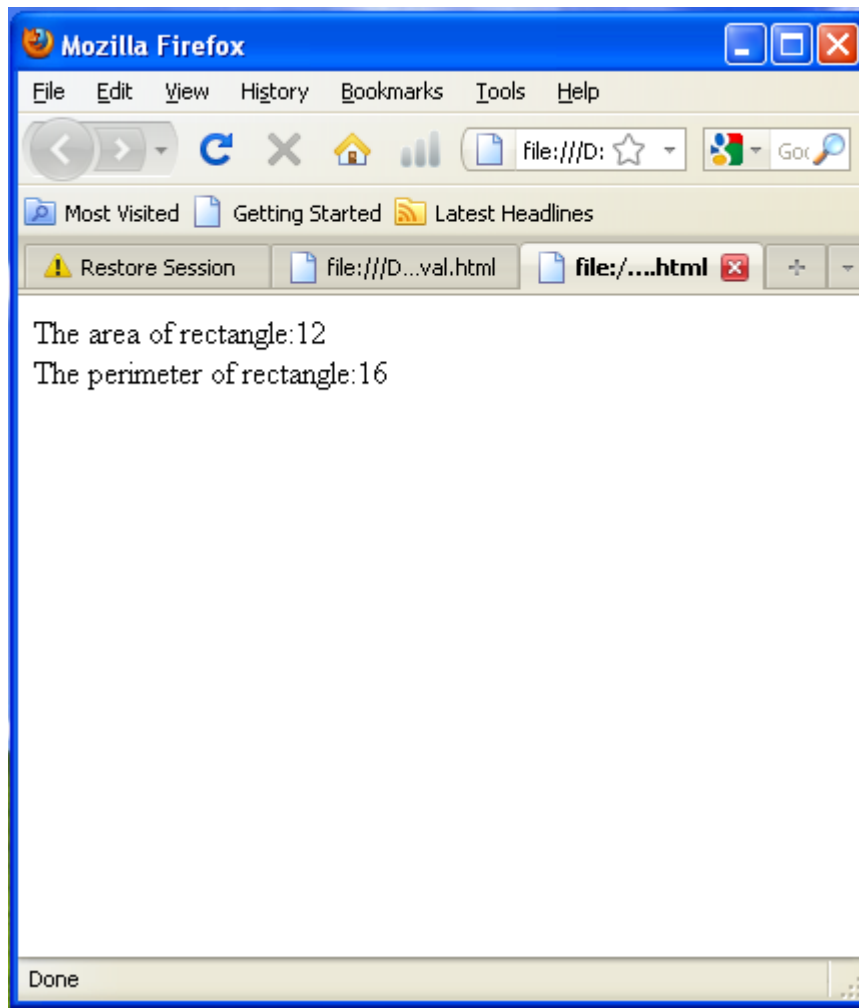 Mozilla Firefox
File Edit View History Bookmarks Tools Help
file:///D: Goo
Most Visited Getting Started Latest Headlines
Restore Session file:///D...val.html file:/....html
The area of rectangle:12
The perimeter of rectangle:16
Done